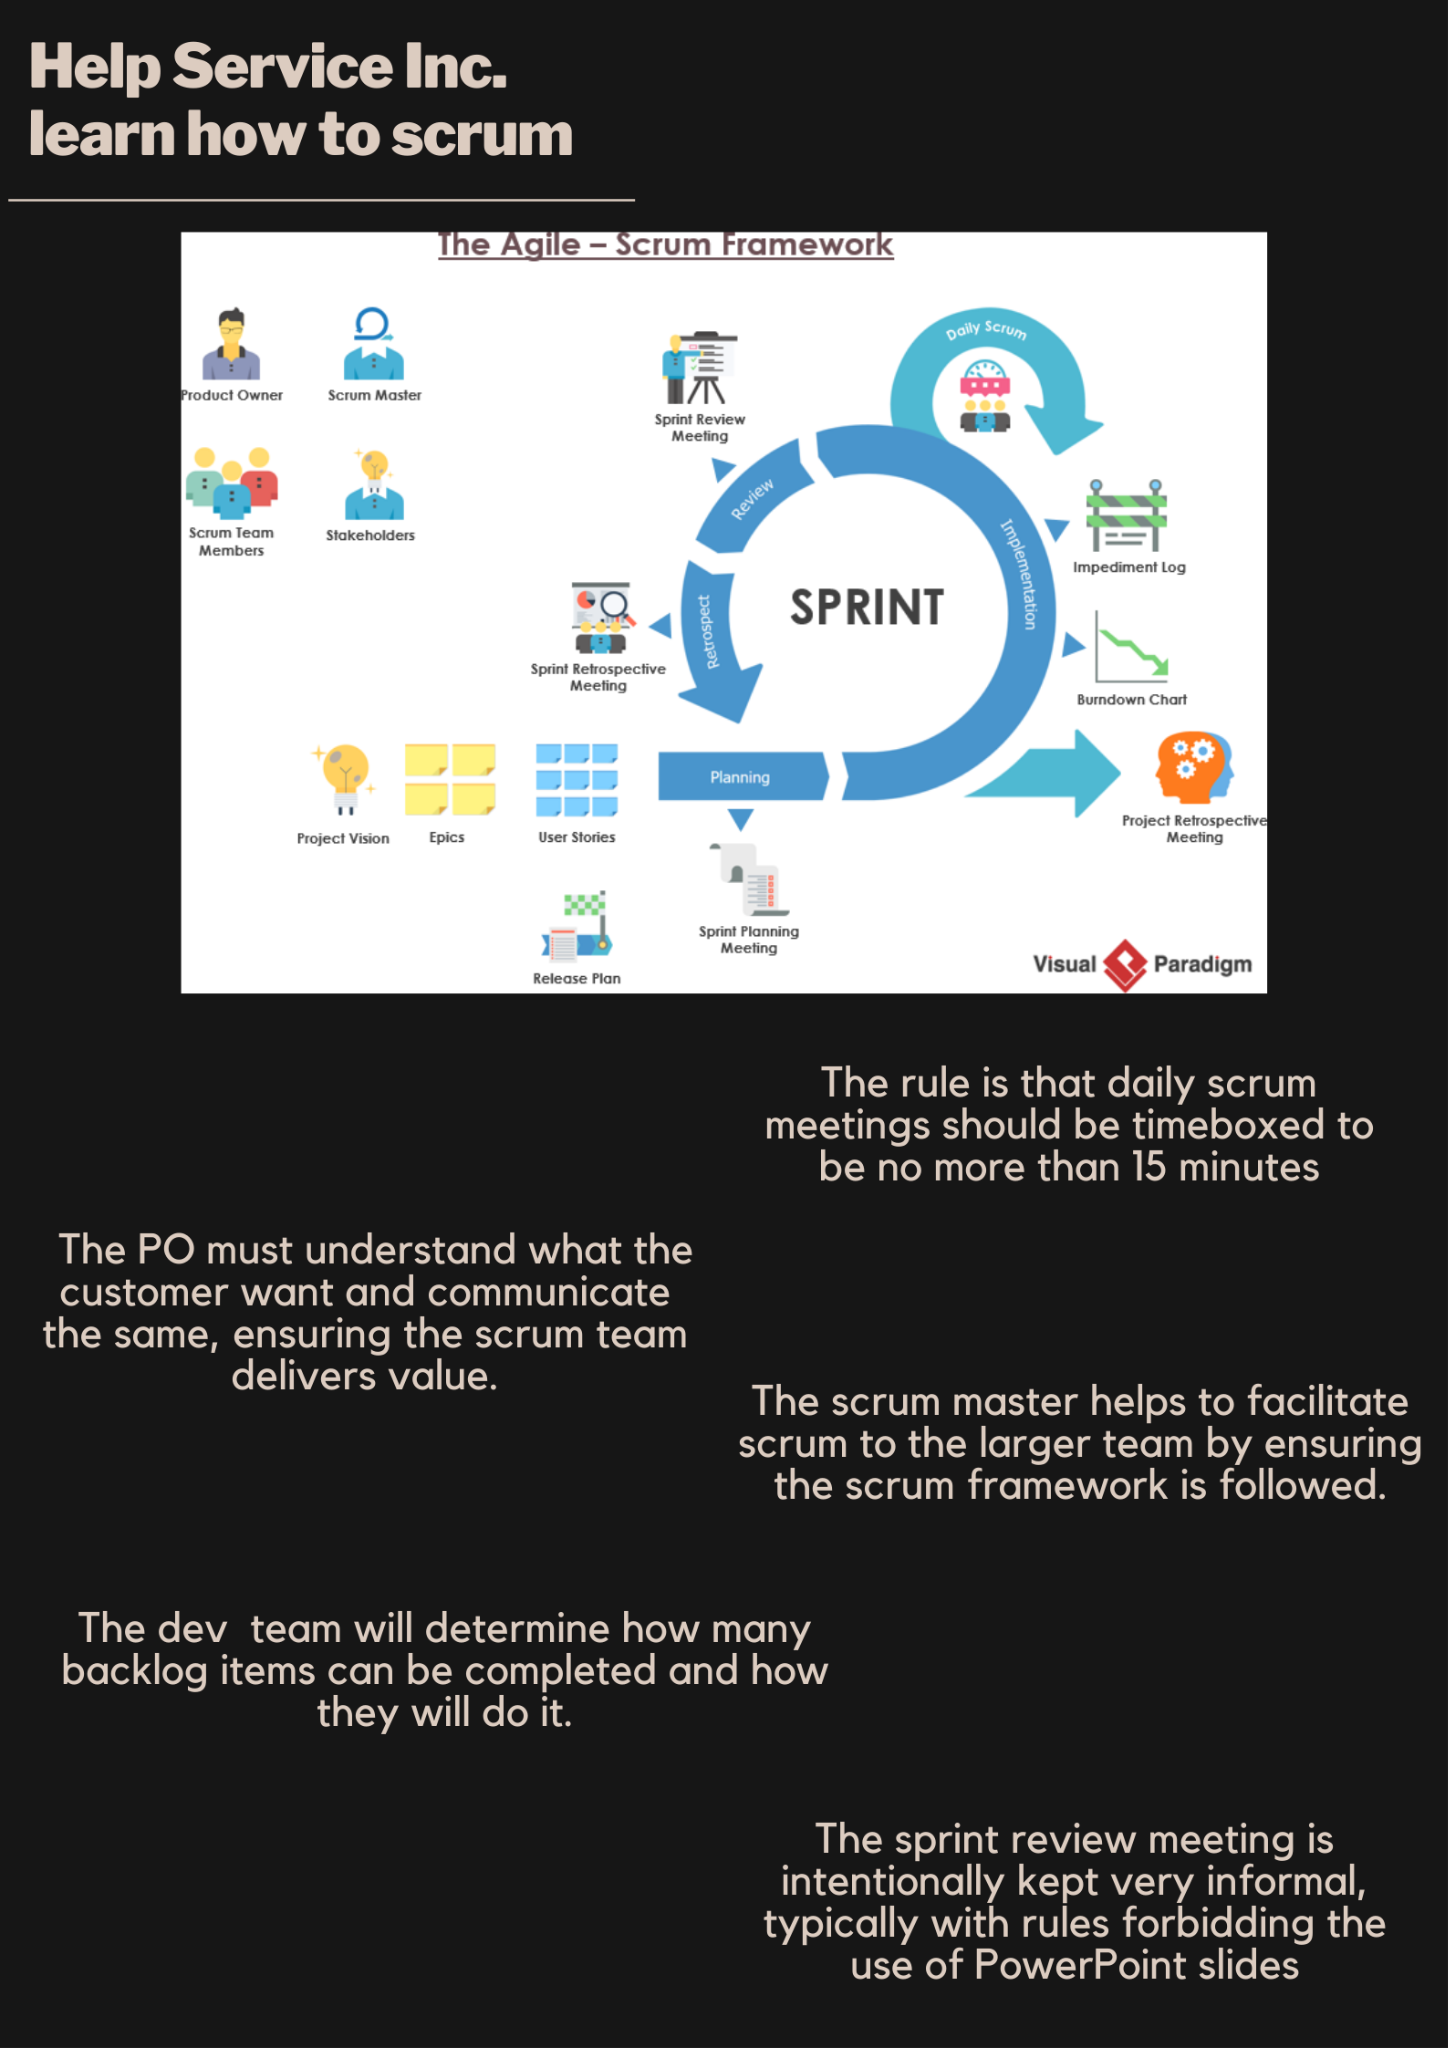 Help Service Inc.
learn how to scrum
The Agile – Scrum Framework
Product Owner
Scrum Master
Scrum Team
Members
Stakeholders
Sprint Review
Meeting
Daily Scrum
Review
Implementation
Impediment Log
SPRINT
Retrospect
Sprint Retrospective
Meeting
Burndown Chart
Project Vision
Epics
User Stories
Planning
Project Retrospective
Meeting
Sprint Planning
Meeting
Release Plan
Visual Paradigm
The rule is that daily scrum
meetings should be timeboxed to
be no more than 15 minutes
The PO must understand what the
customer want and communicate
the same, ensuring the scrum team
delivers value.
The scrum master helps to facilitate
scrum to the larger team by ensuring
the scrum framework is followed.
The dev  team will determine how many
backlog items can be completed and how
they will do it.
The sprint review meeting is
intentionally kept very informal,
typically with rules forbidding the
use of PowerPoint slides